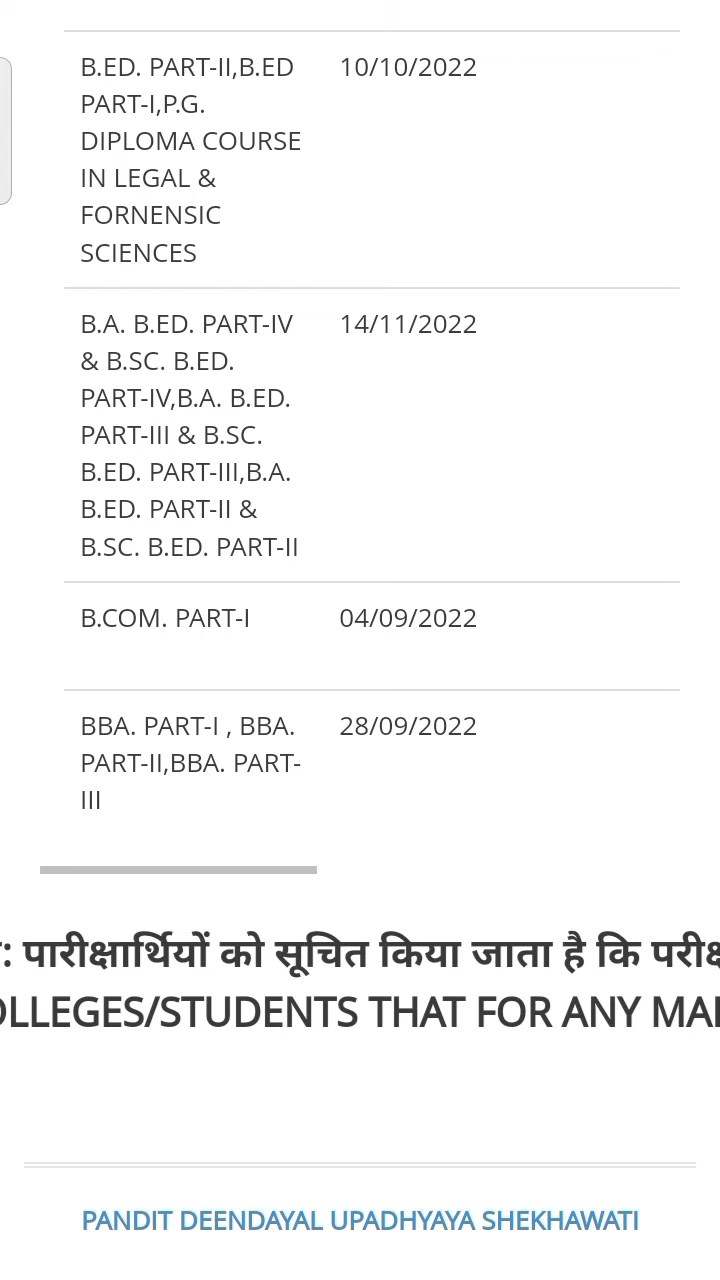 B.ED. PART-II,B.ED 10/10/2022
PART-I,P.G.
DIPLOMA COURSE
IN LEGAL &
FORNENSIC
SCIENCES
B.A. B.ED. PART-IV 14/11/2022
& B.SC. B.ED.
PART-IV,B.A. B.ED.
PART-III & B.SC.
B.ED. PART-III,B.A.
B.ED. PART-II &
B.SC. B.ED. PART-II
B.COM. PART-I 04/09/2022
BBA. PART-I , BBA. 28/09/2022
PART-II,BBA. PART-
III
: पारीक्षार्थियों को सूचित किया जाता है कि
OLLEGES/STUDENTS THAT FOR ANY
PANDIT DEENDAYAL UPADHYAYA SHEKHAWATI